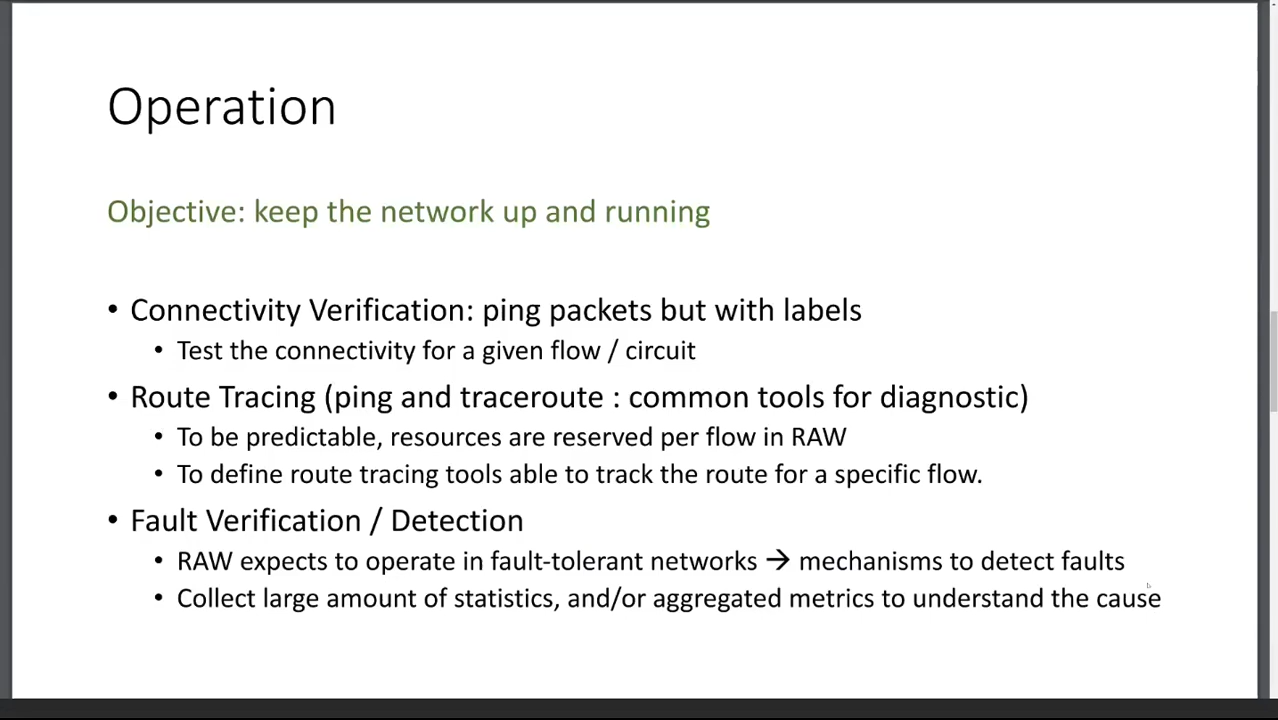 Operation
Objective: keep the network up and running
• Connectivity Verification: ping packets but with labels
• Test the connectivity for a given flow / circuit
• Route Tracing (ping and traceroute : common tools for diagnostic)
• To be predictable, resources are reserved per flow in RAW
• To define route tracing tools able to track the route for a specific flow.
• Fault Verification / Detection
• RAW expects to operate in fault-tolerant networks → mechanisms to detect faults
• Collect large amount of statistics, and/or aggregated metrics to understand the cause